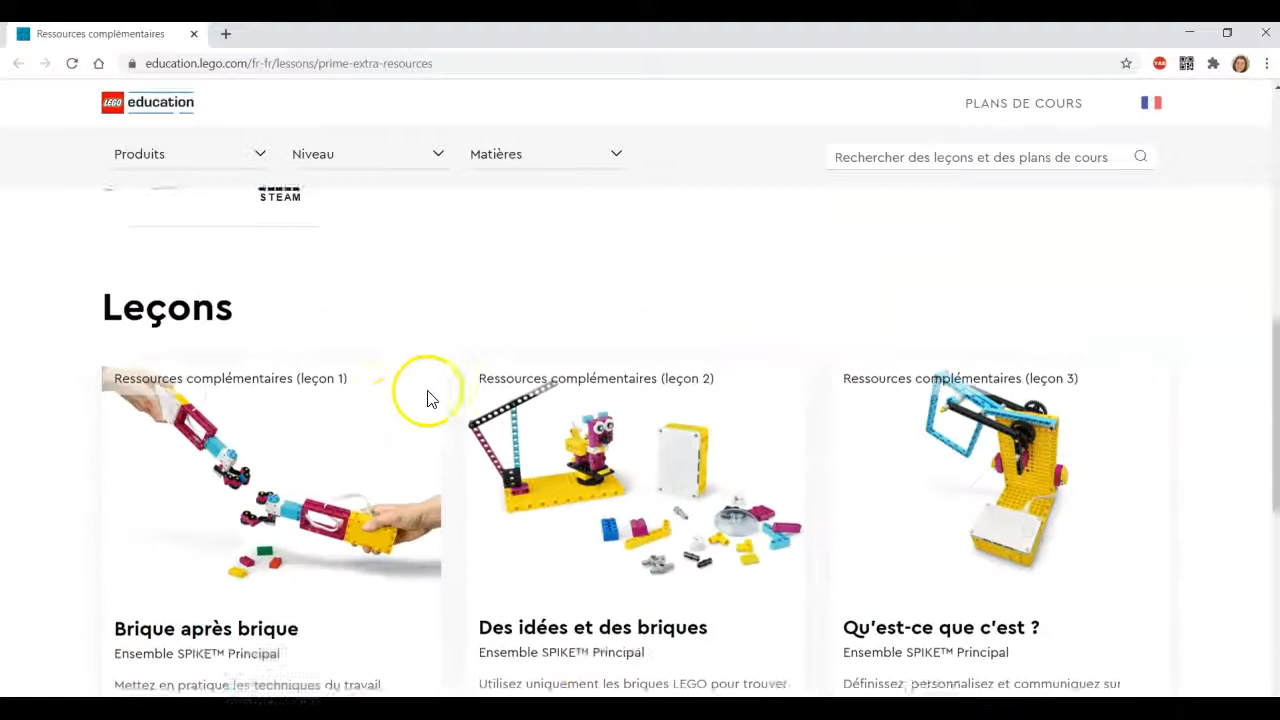 Ressources complémentaires
education.lego.com/fr-fr/lessons/prime-extra-resources
LEGO education
PLANS DE COURS
Produits
Niveau
Matières
Rechercher des leçons et des plans de cours
STEAM
Leçons
Ressources complémentaires (leçon 1)
Ressources complémentaires (leçon 2)
Ressources complémentaires (leçon 3)
Brique après brique
Ensemble SPIKE™ Principal
Mettez en pratique les techniques du travail
Des idées et des briques
Ensemble SPIKE™ Principal
Utilisez uniquement les briques LEGO pour trouver
Qu'est-ce que c'est ?
Ensemble SPIKE™ Principal
Définissez, personnalisez et communiquez sur